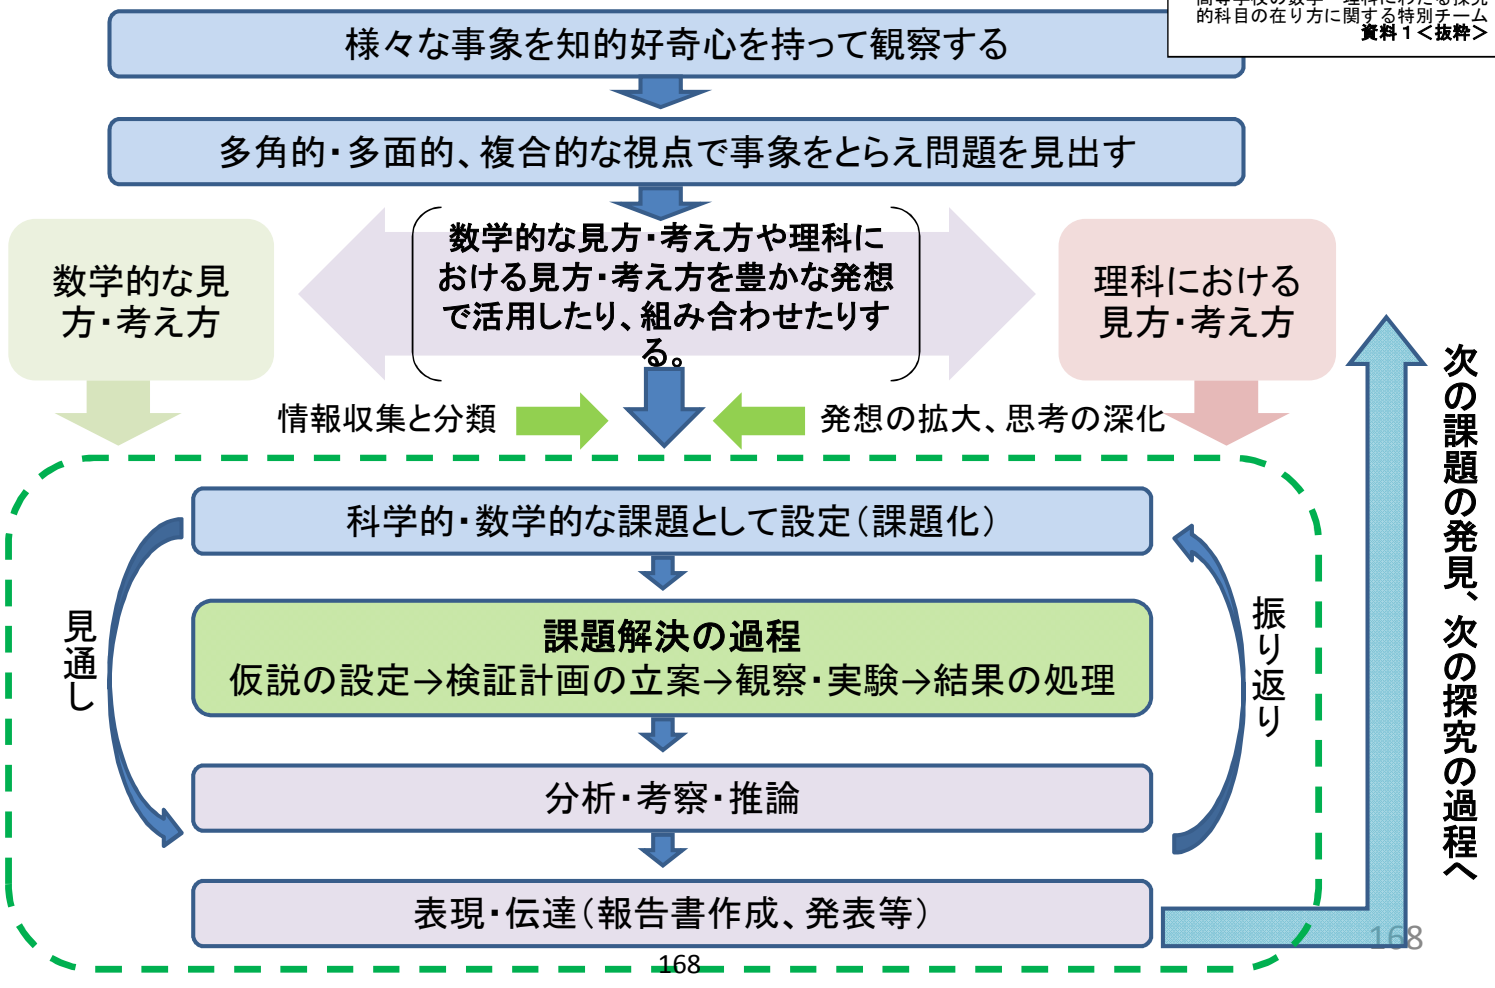 的科目の在り方に関する特別チーム
資料1<抜粋>
様々な事象を知的好奇心を持って観察する
多角的・多面的、複合的な視点で事象をとらえ問題を見出す
数学的な見
方・考え方
数学的な見方・考え方や理科に
おける見方・考え方を豊かな発想
で活用したり、組み合わせたりす
る。
理科における
見方・考え方
情報収集と分類
発想の拡大、思考の深化
科学的・数学的な課題として設定(課題化)
見通し
課題解決の過程
仮説の設定→検証計画の立案→観察・実験→結果の処理
振り返り
分析・考察・推論
表現・伝達(報告書作成、発表等)
次の課題の発見、次の探究の過程へ
168
168